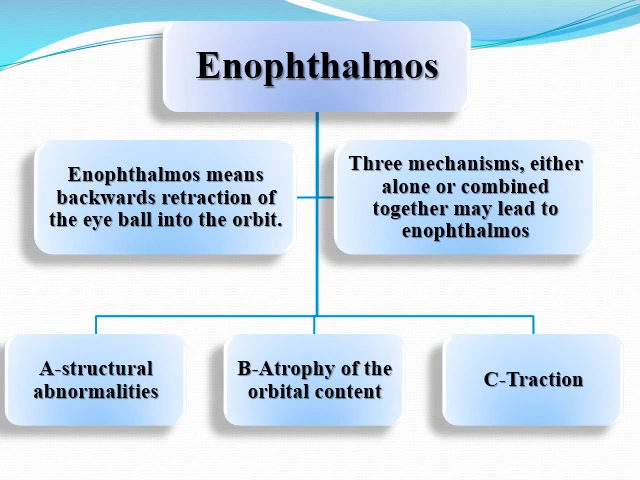 Enophthalmos
Enophthalmos means
backwards retraction of
the eye ball into the orbit.
Three mechanisms, either
alone or combined
together may lead to
enophthalmos
A-structural
abnormalities
B-Atrophy of the
orbital content
C-Traction